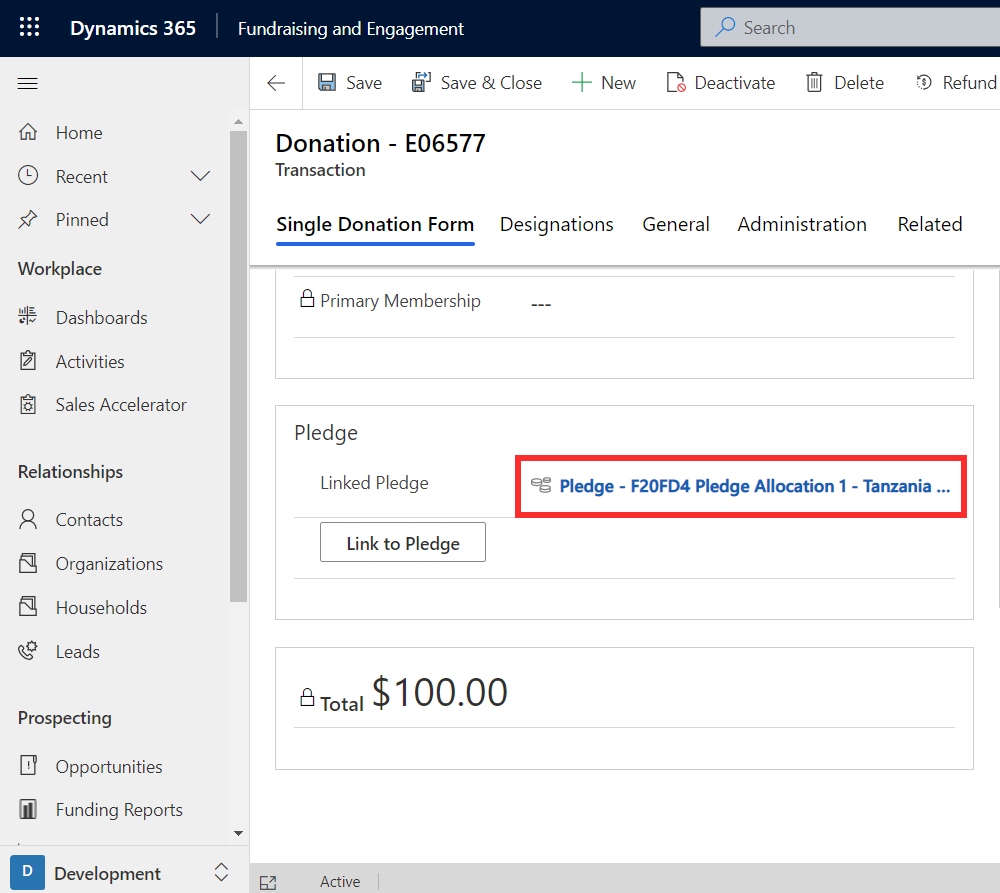 Dynamics 365
Fundraising and Engagement
Search
Save
Save & Close
New
Deactivate
Delete
Refund
Home
Recent
Pinned
Workplace
Dashboards
Activities
Sales Accelerator
Relationships
Contacts
Organizations
Households
Leads
Prospecting
Opportunities
Funding Reports
D
Development
Donation - E06577
Transaction
Single Donation Form
Designations
General
Administration
Related
Primary Membership
---
Pledge
Linked Pledge
Pledge - F20FD4 Pledge Allocation 1 - Tanzania ...
Link to Pledge
Total $100.00
Active